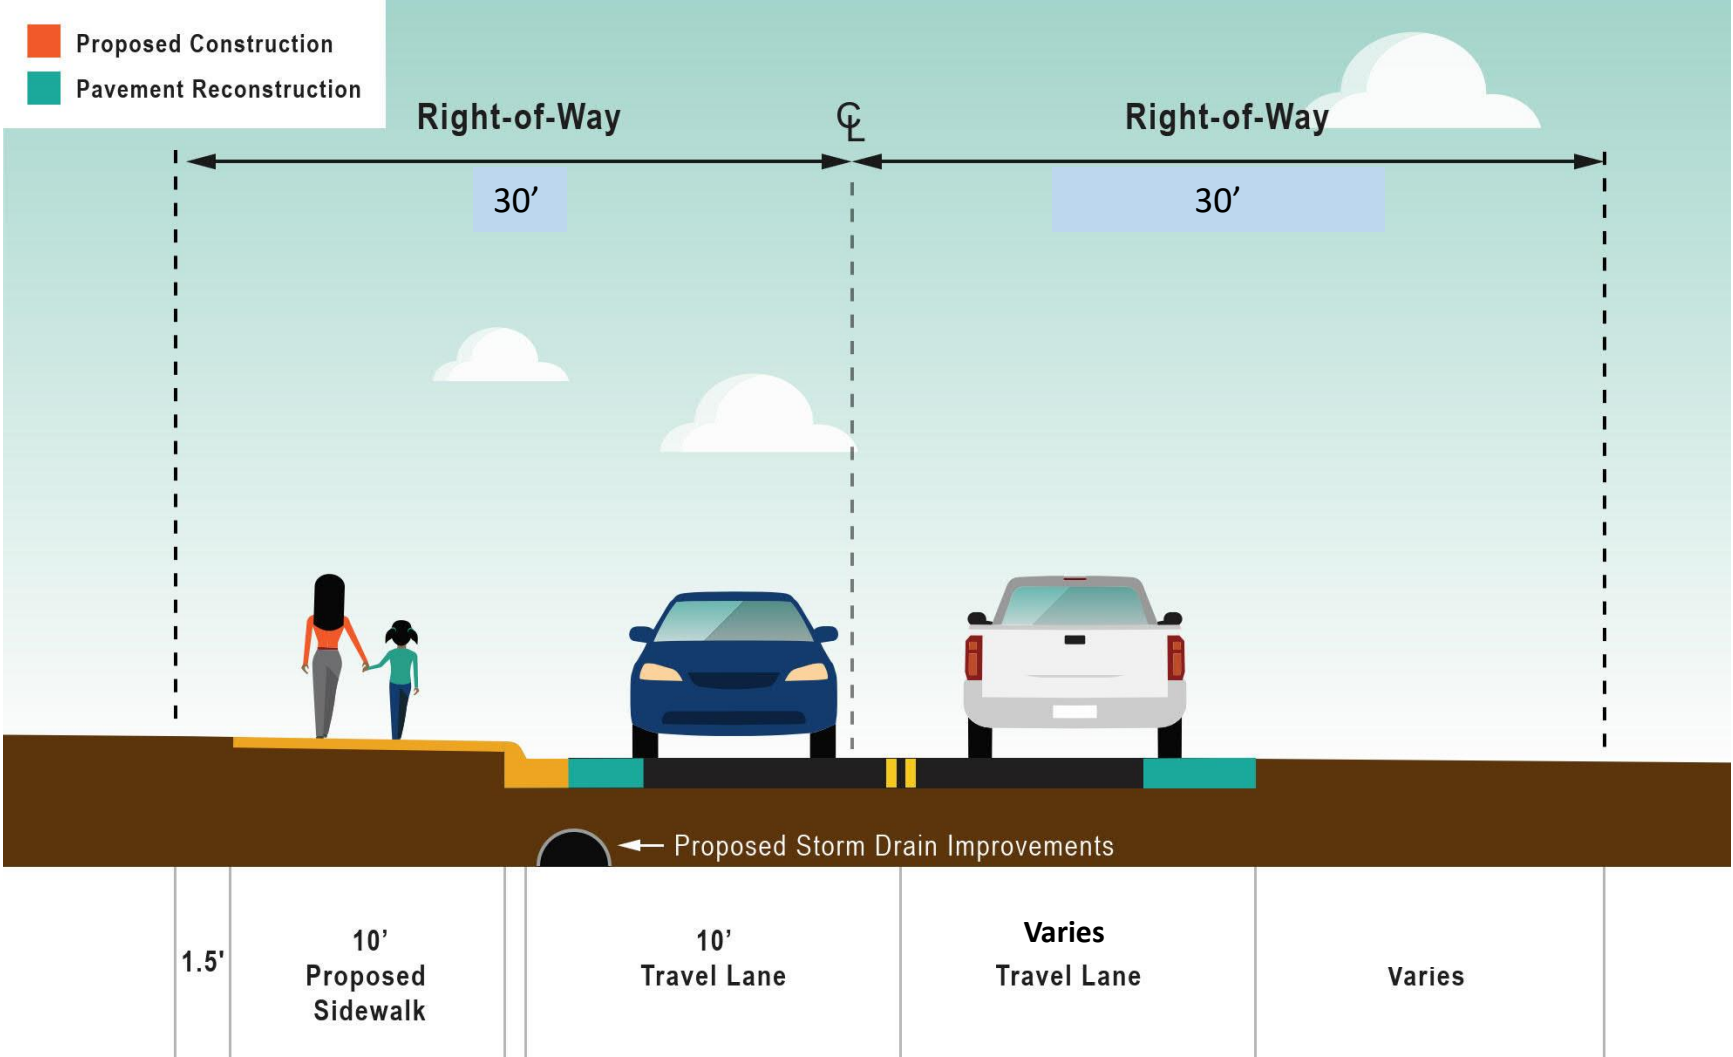 Proposed Construction
Pavement Reconstruction
Right-of-Way
℄
Right-of-Way
30’
30’
Proposed Storm Drain Improvements
1.5'
10’
Proposed
Sidewalk
10’
Travel Lane
Varies
Travel Lane
Varies